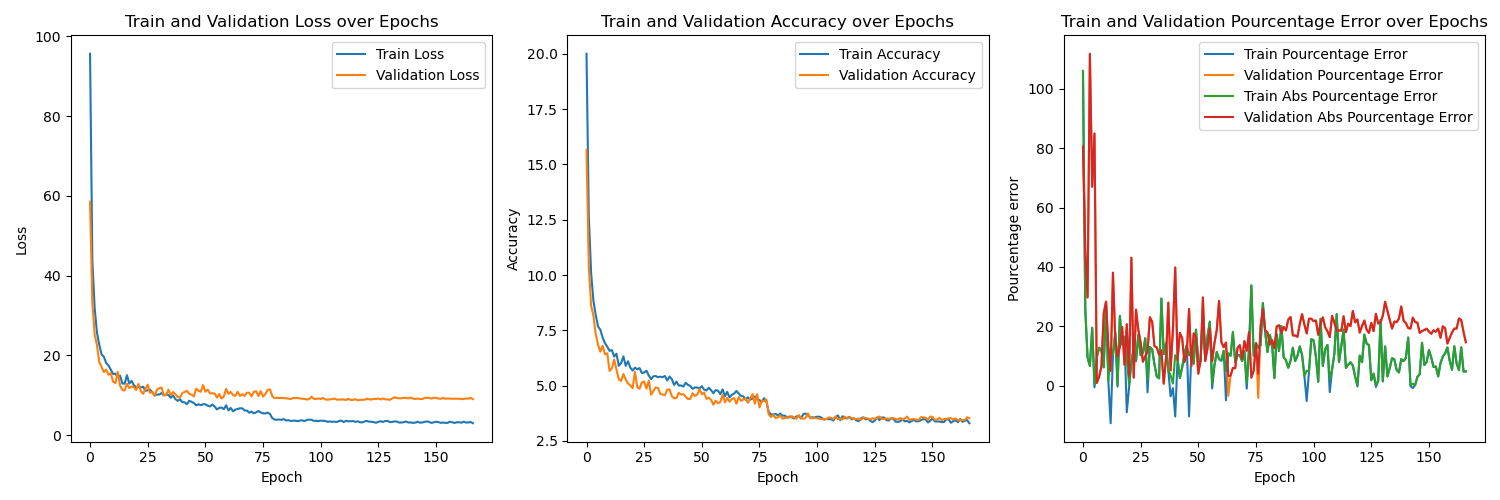 Train and Validation Loss over Epochs
Train Loss
Validation Loss
Loss
100
80
60
40
20
0
0 25 50 75 100 125 150
Epoch
Train and Validation Accuracy over Epochs
Train Accuracy
Validation Accuracy
Accuracy
20.0
17.5
15.0
12.5
10.0
7.5
5.0
2.5
0 25 50 75 100 125 150
Epoch
Train and Validation Pourcentage Error over Epochs
Train Pourcentage Error
Validation Pourcentage Error
Train Abs Pourcentage Error
Validation Abs Pourcentage Error
Pourcentage error
100
80
60
40
20
0
0 25 50 75 100 125 150
Epoch